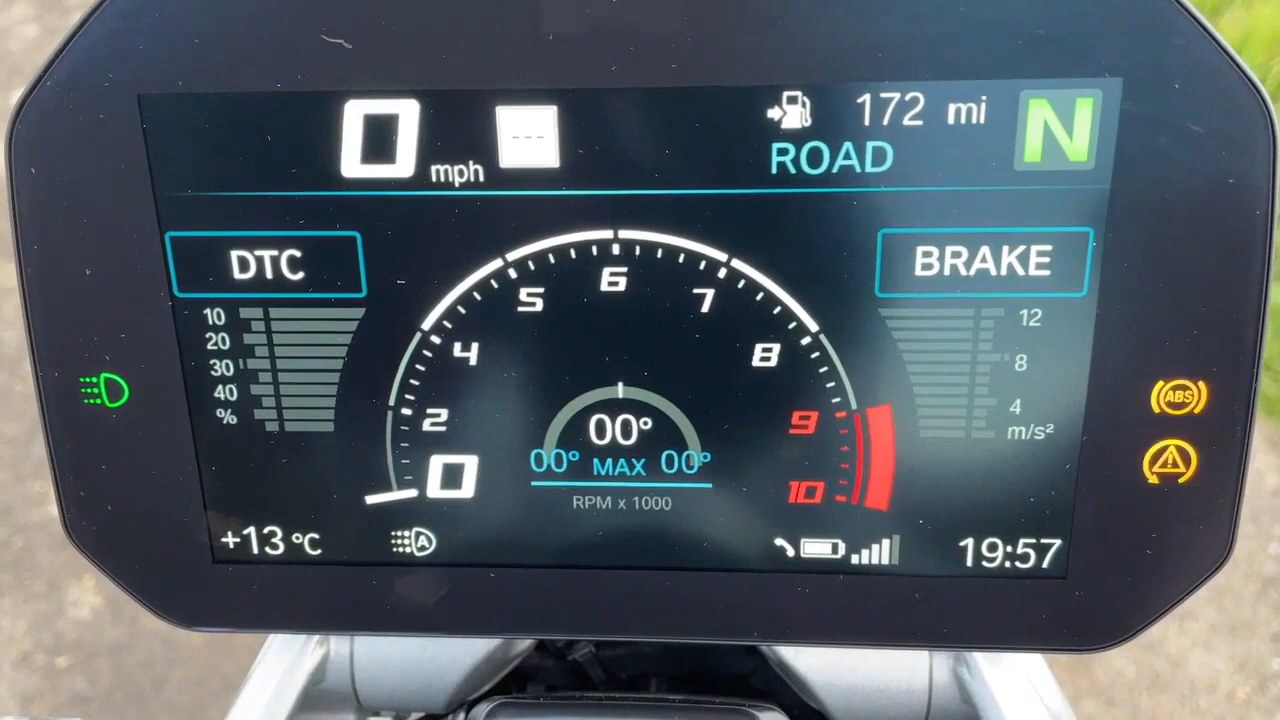 0 mph --- 172 mi N
ROAD
DTC
BRAKE
10
20
30
40
%
0
2
4
5
6
7
8
9
10
12
8
4
m/s²
00°
00° MAX 00°
RPM x 1000
ABS
+13 °C
A
19:57